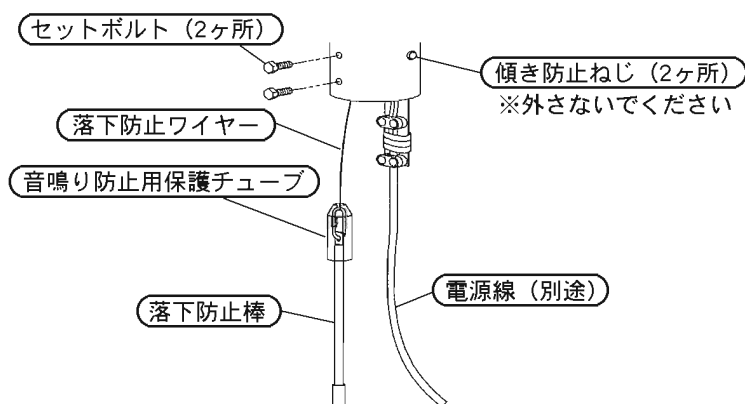 セットボルト（2ヶ所）
傾き防止ねじ（2ヶ所）
※外さないでください
落下防止ワイヤー
音鳴り防止用保護チューブ
電源線（別途）
落下防止棒